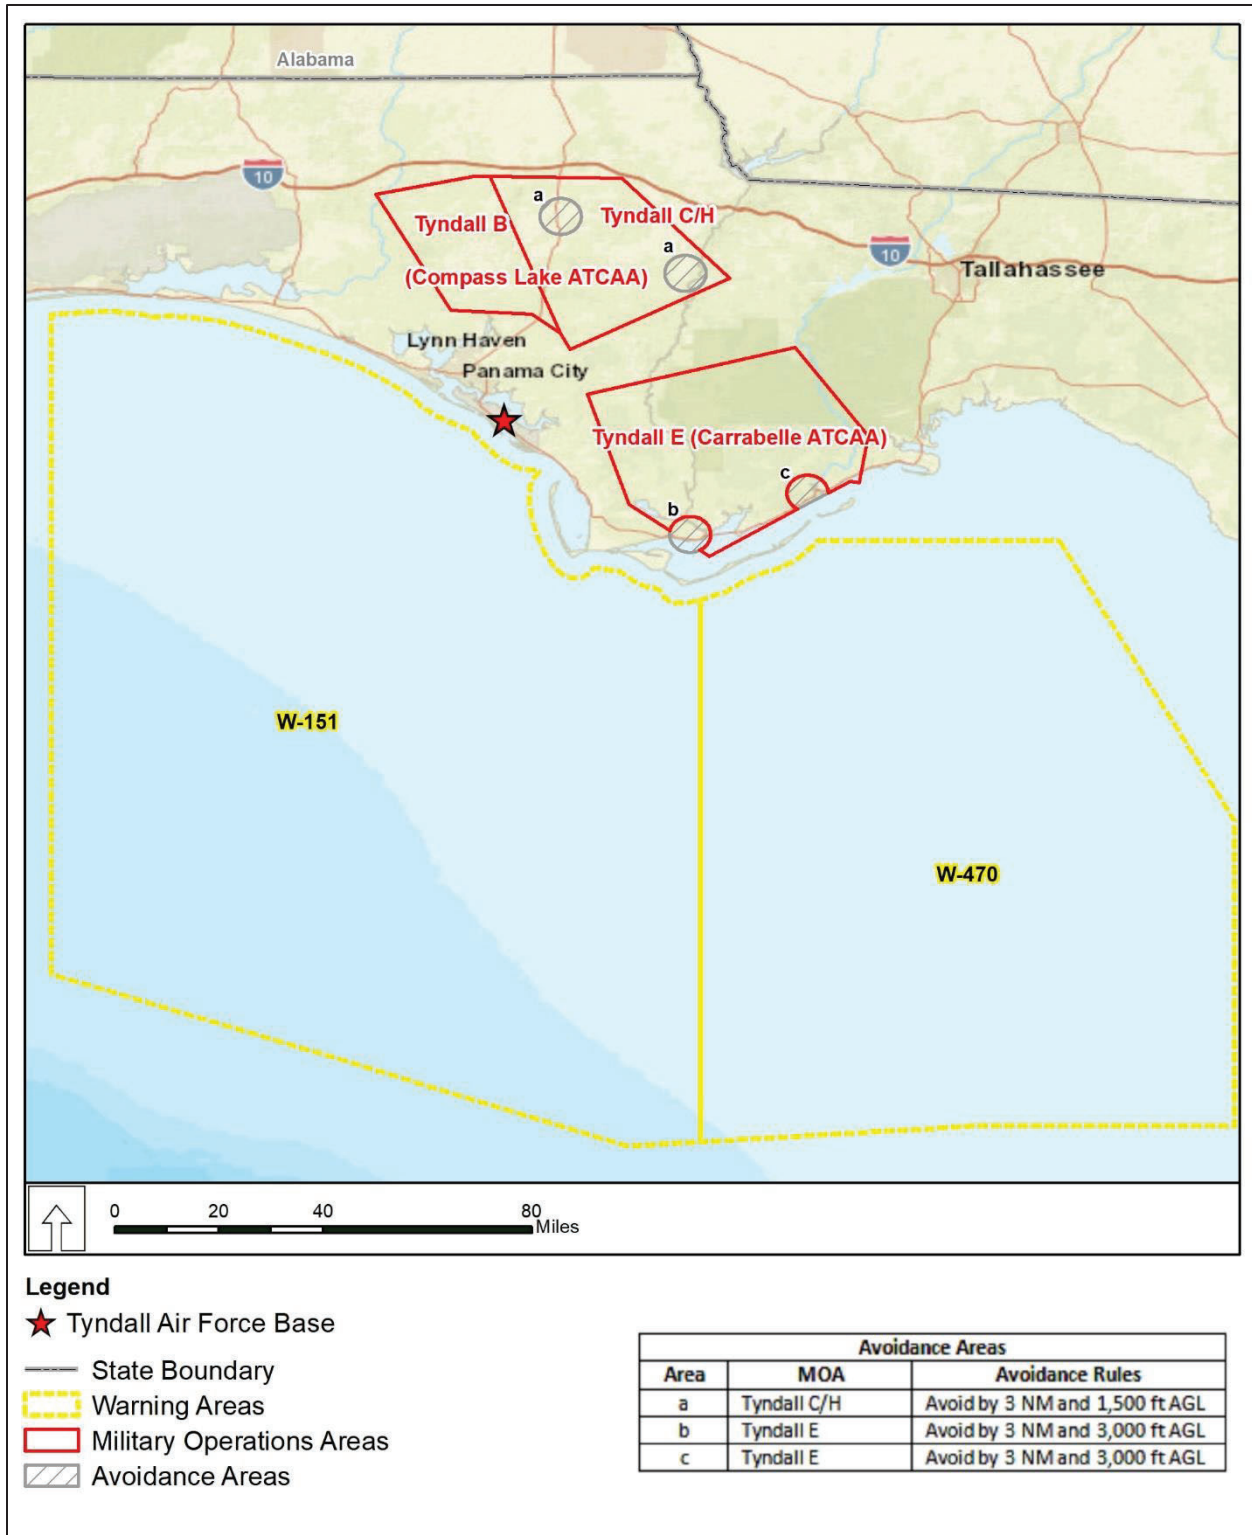 Alabama
10
a
Tyndall B
Tyndall C/H
a
10
Tallahassee
(Compass Lake ATCAA)
Lynn Haven
Panama City
Tyndall E (Carrabelle ATCAA)
c
b
W-151
W-470
0 20 40 80
Miles
Legend
Tyndall Air Force Base
State Boundary
Warning Areas
Military Operations Areas
Avoidance Areas
Avoidance Areas
Area MOA Avoidance Rules
a Tyndall C/H Avoid by 3 NM and 1,500 ft AGL
b Tyndall E Avoid by 3 NM and 3,000 ft AGL
c Tyndall E Avoid by 3 NM and 3,000 ft AGL